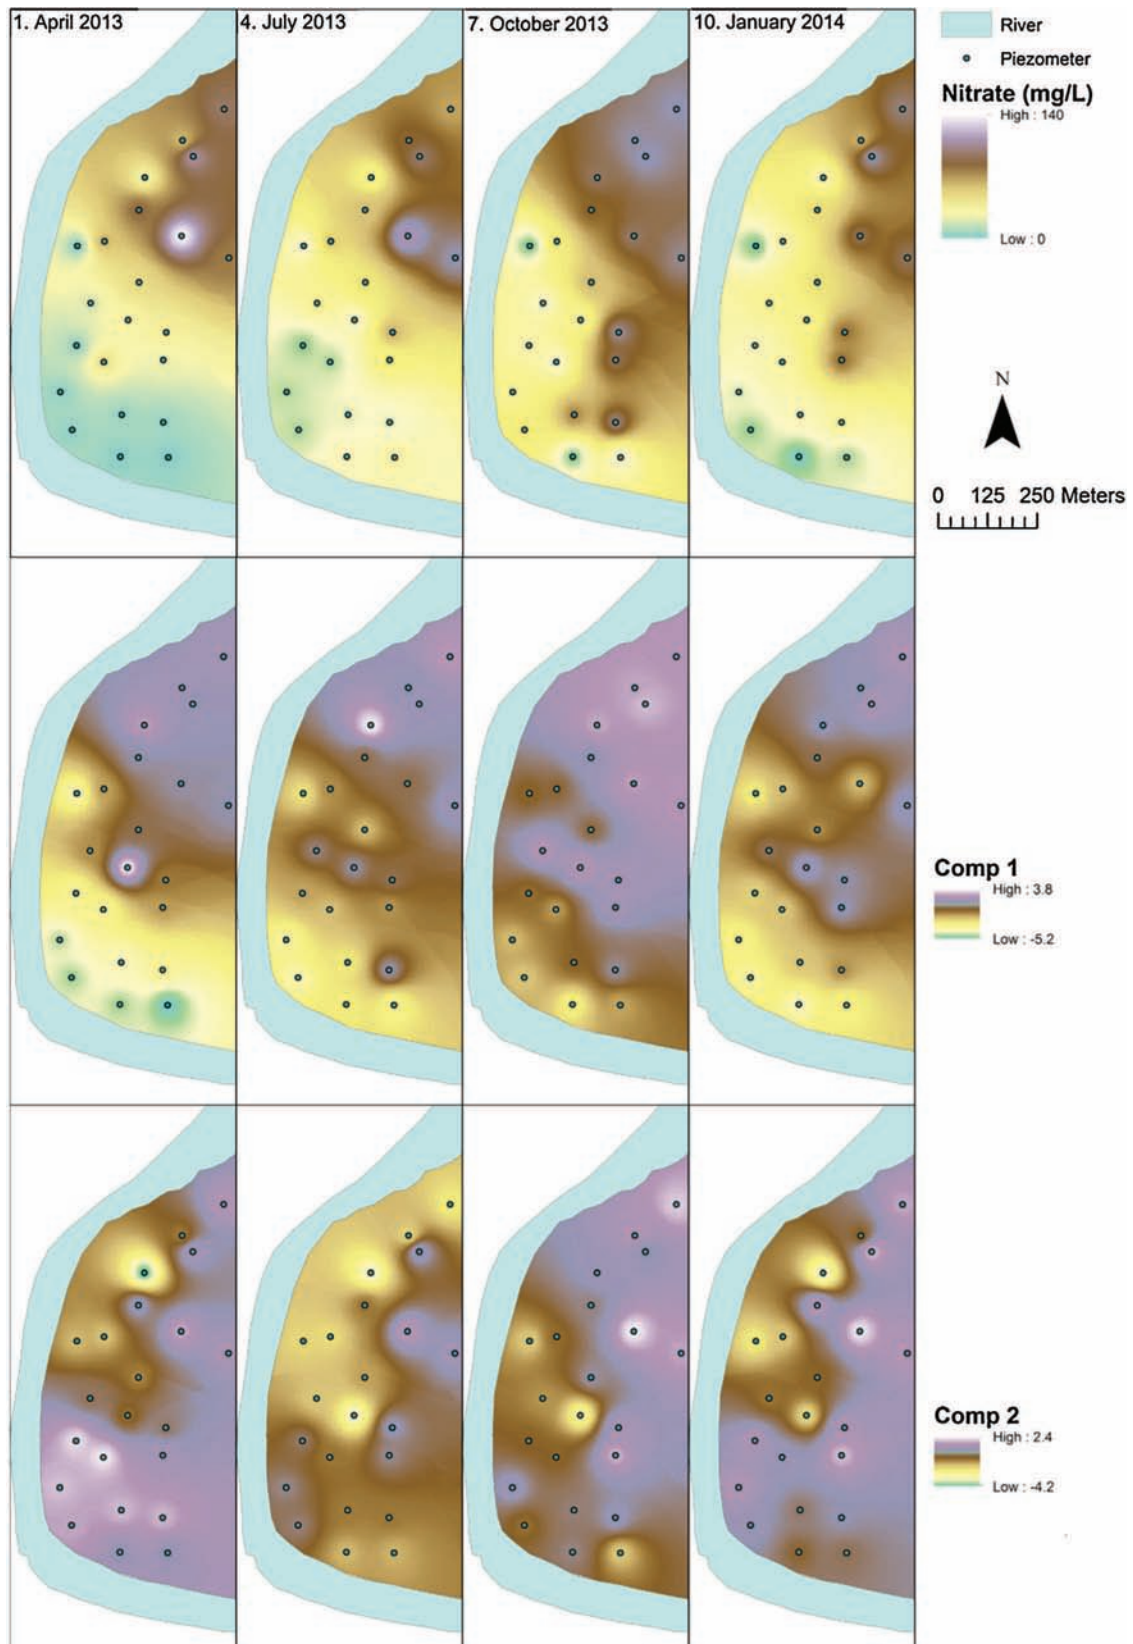 1. April 2013
4. July 2013
7. October 2013
10. January 2014
River
Piezometer
Nitrate (mg/L)
High : 140
Low : 0
N
0 125 250 Meters
Comp 1
High : 3.8
Low : -5.2
Comp 2
High : 2.4
Low : -4.2